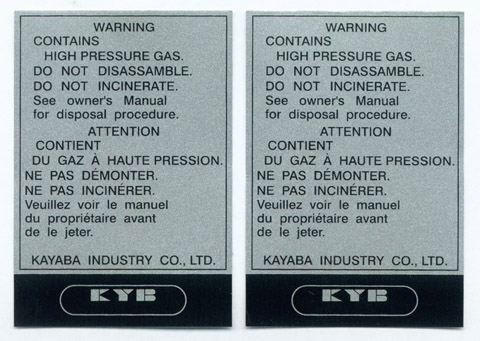 WARNING
CONTAINS
HIGH PRESSURE GAS.
DO NOT DISASSAMBLE.
DO NOT INCINERATE.
See owner's Manual
for disposal procedure.
ATTENTION
CONTIENT
DU GAZ À HAUTE PRESSION.
NE PAS DÉMONTER.
NE PAS INCINÉRER.
Veuillez voir le manuel
du propriétaire avant
de le jeter.
KAYABA INDUSTRY CO., LTD.
KYB
WARNING
CONTAINS
HIGH PRESSURE GAS.
DO NOT DISASSAMBLE.
DO NOT INCINERATE.
See owner's Manual
for disposal procedure.
ATTENTION
CONTIENT
DU GAZ À HAUTE PRESSION.
NE PAS DÉMONTER.
NE PAS INCINÉRER.
Veuillez voir le manuel
du propriétaire avant
de le jeter.
KAYABA INDUSTRY CO., LTD.
KYB